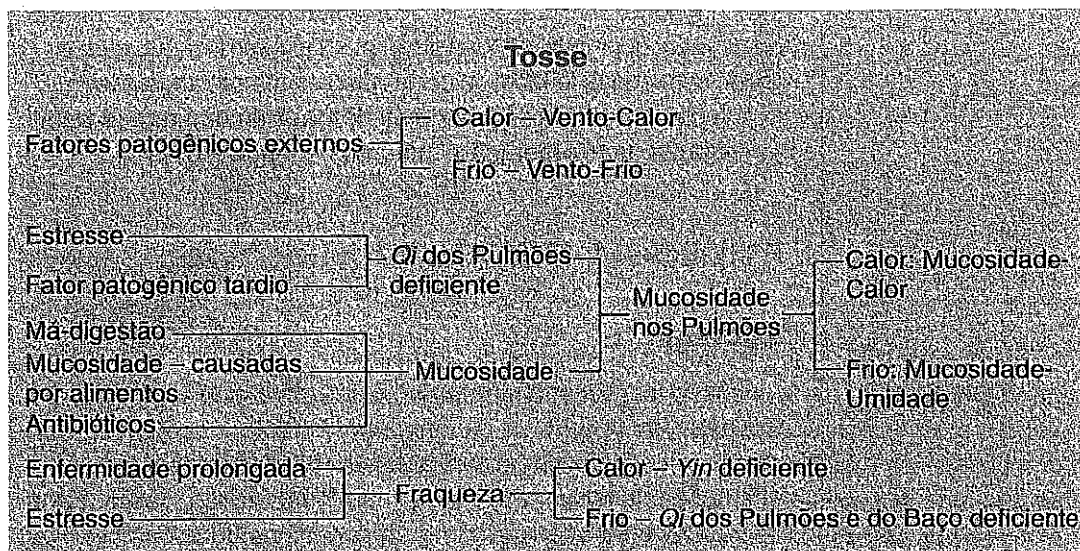 Tosse
Fatores patogênicos externos
Calor – Vento-Calor
Frio – Vento-Frio
Estresse
Fator patogênico tardio
Qi dos Pulmões
deficiente
Má-digestão
Mucosidade – causadas
por alimentos
Antibióticos
Mucosidade
Mucosidade
nos Pulmões
Calor: Mucosidade-
Calor
Frio: Mucosidade-
Umidade
Enfermidade prolongada
Estresse
Fraqueza
Calor – Yin deficiente
Frio – Qi dos Pulmões e do Baço deficiente